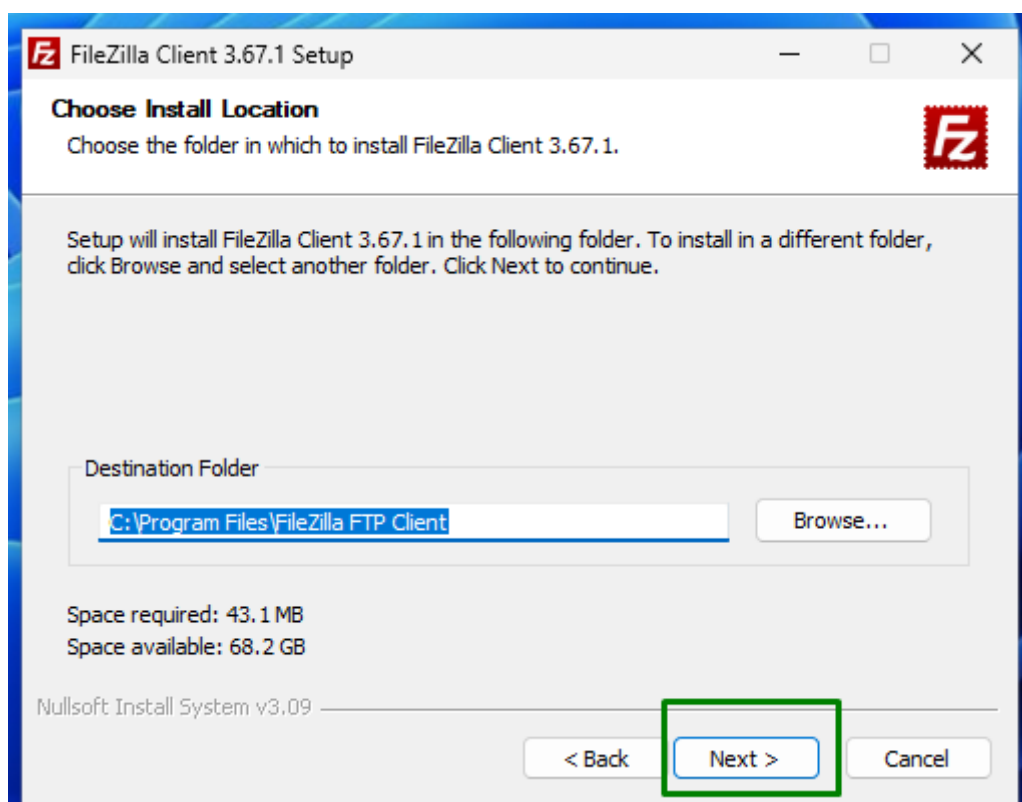 FileZilla Client 3.67.1 Setup
Choose Install Location
Choose the folder in which to install FileZilla Client 3.67.1.
Fz
Setup will install FileZilla Client 3.67.1 in the following folder. To install in a different folder,
click Browse and select another folder. Click Next to continue.
Destination Folder
C:\Program Files\FileZilla FTP Client
Browse...
Space required: 43.1 MB
Space available: 68.2 GB
Nullsoft Install System v3.09
< Back
Next >
Cancel